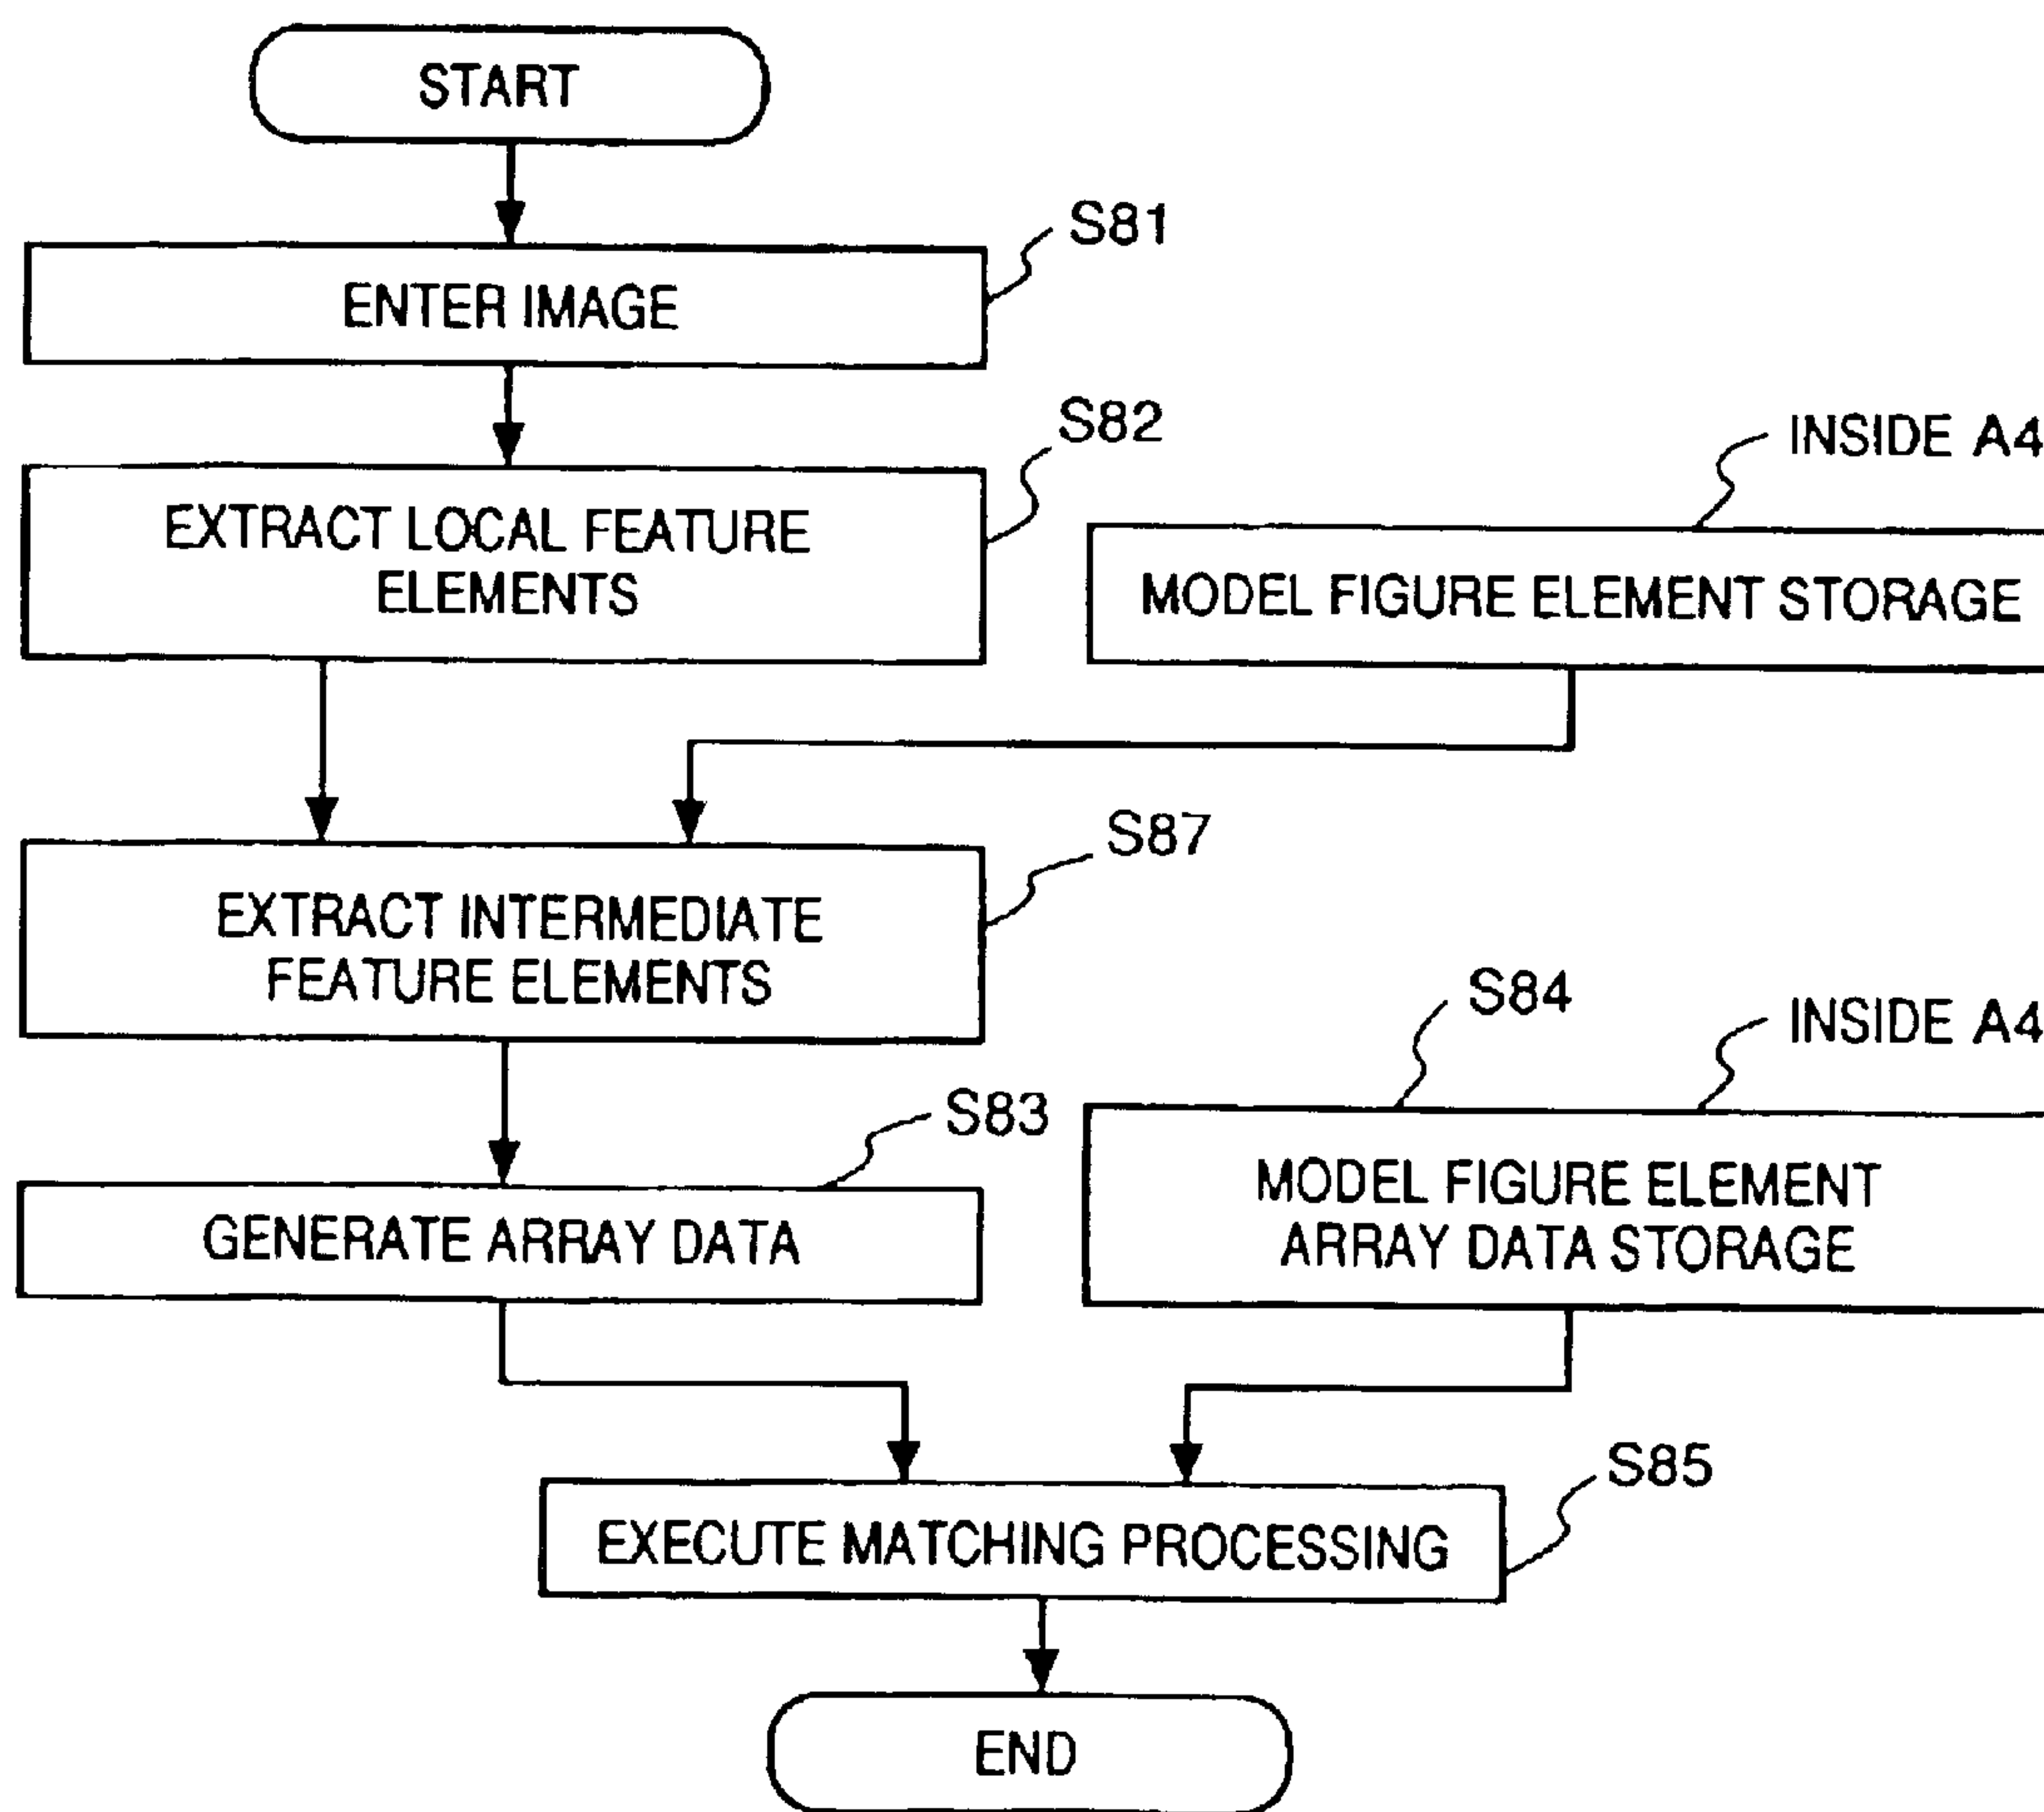 START
S81
ENTER IMAGE
S82
EXTRACT LOCAL FEATURE
ELEMENTS
INSIDE A4
MODEL FIGURE ELEMENT STORAGE
S87
EXTRACT INTERMEDIATE
FEATURE ELEMENTS
S84
INSIDE A4
S83
GENERATE ARRAY DATA
MODEL FIGURE ELEMENT
ARRAY DATA STORAGE
S85
EXECUTE MATCHING PROCESSING
END